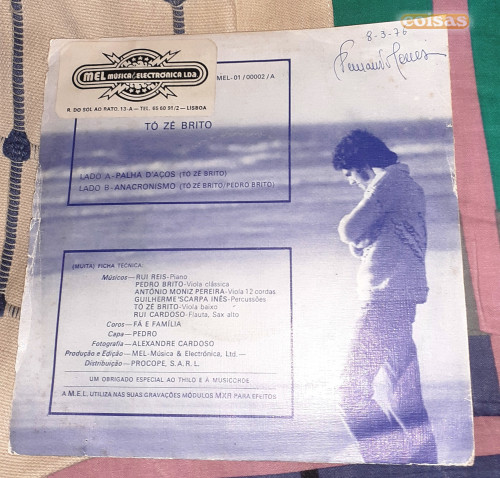 coisas
8-3-76
MEL MÚSICA/ELECTRÓNICA LDA
R. DO SOL AO RATO, 13-A — TEL. 65 60 91/2 — LISBOA
MEL-01/00002/A
TÓ ZÉ BRITO
LADO A-PALHA D'AÇOS (TÓ ZÉ BRITO)
LADO B-ANACRONISMO (TÓ ZÉ BRITO/PEDRO BRITO)
(MUITA) FICHA TÉCNICA:
Músicos—RUI REIS-Piano
PEDRO BRITO-Viola clássica
ANTÓNIO MONIZ PEREIRA-Viola 12 cordas
GUILHERME SCARPA INÊS-Percussões
TÓ ZÉ BRITO-Viola baixo
RUI CARDOSO-Flauta, Sax alto
Coros—FÁ E FAMÍLIA
Capa—PEDRO
Fotografia—ALEXANDRE CARDOSO
Produção e Edição—MEL-Música & Electrónica, Ltd.—
Distribuição—PROCOPE, S.A.R.L.
UM OBRIGADO ESPECIAL AO THILO E À MUSICORDE
A M.E.L. UTILIZA NAS SUAS GRAVAÇÕES MÓDULOS MXR PARA EFEITOS